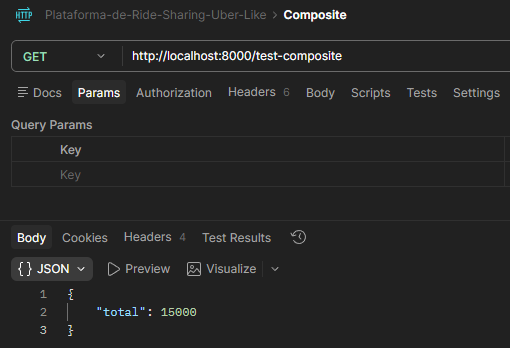 HTTP Plataforma-de-Ride-Sharing-Uber-Like > Composite
GET http://localhost:8000/test-composite
Docs Params Authorization Headers 6 Body Scripts Tests Settings
Query Params
Key
Key
Body Cookies Headers 4 Test Results
{} JSON Preview Visualize
1 {
2 "total": 15000
3 }